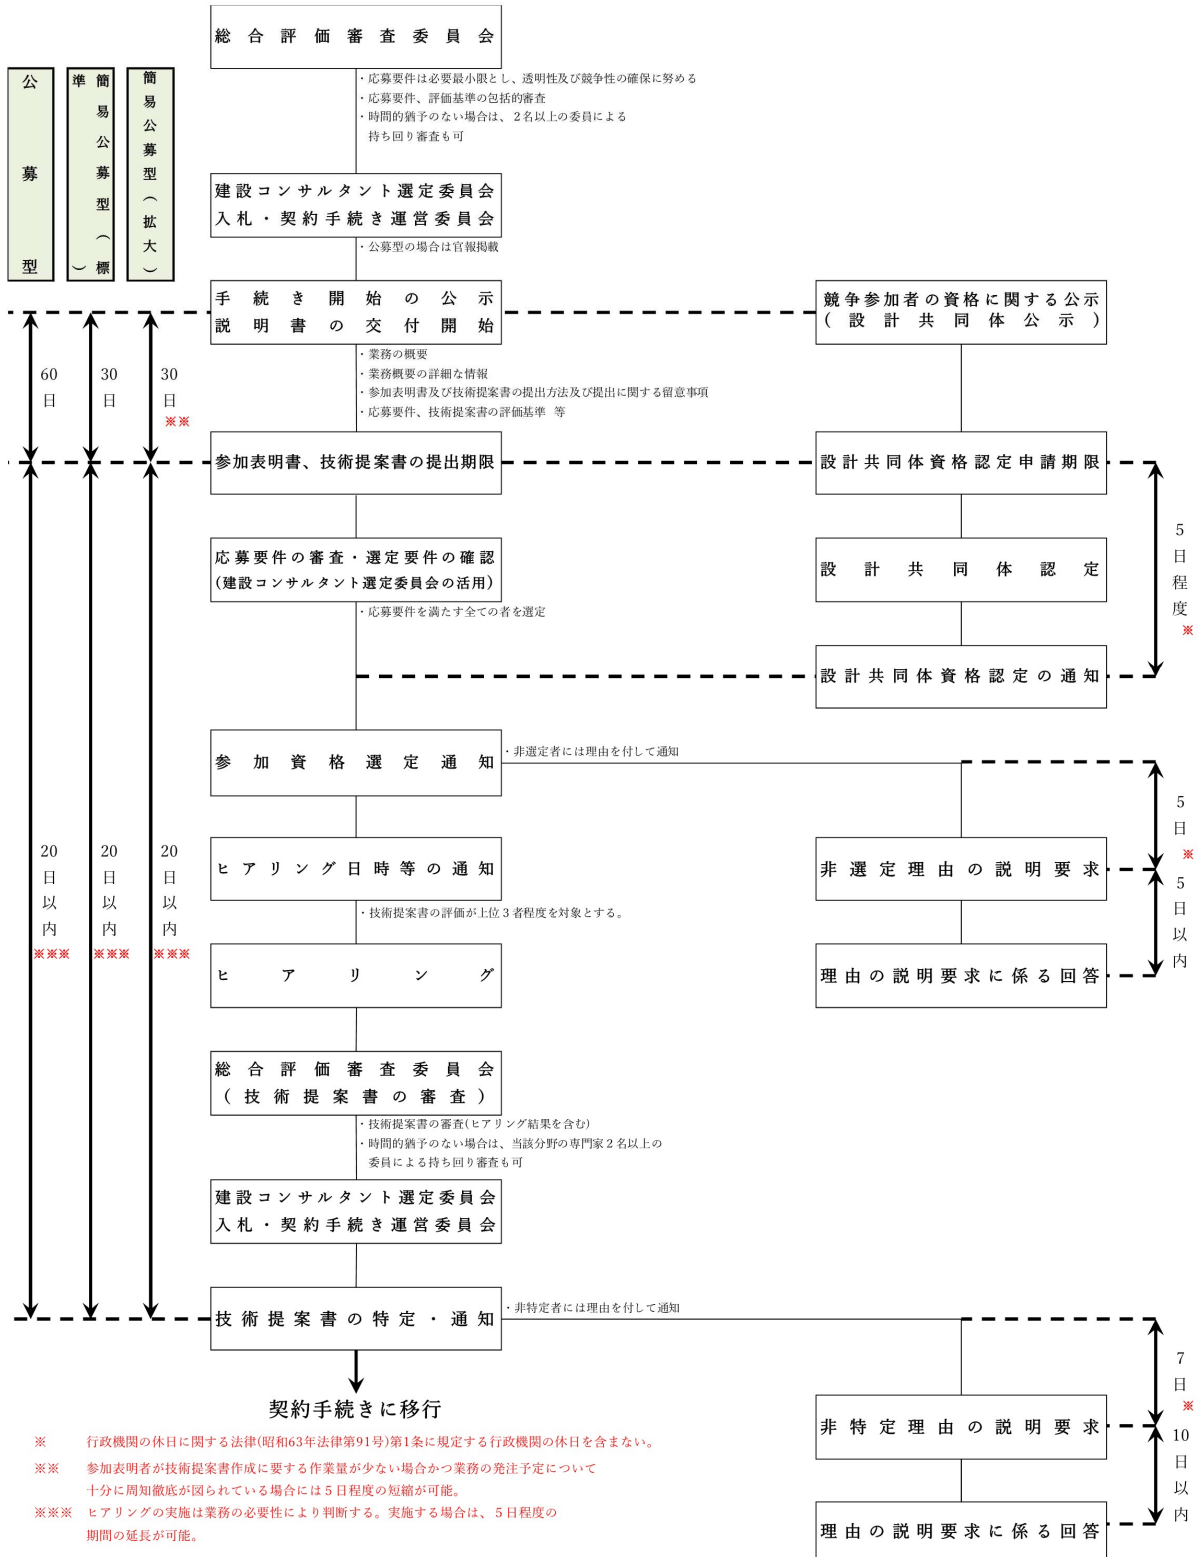 総合評価審査委員会
・応募要件は必要最小限とし、透明性及び競争性の確保に努める
・応募要件、評価基準の包括的審査
・時間的猶予のない場合は、２名以上の委員による
持ち回り審査も可
公募型
簡易公募型（標準）
簡易公募型（拡大）
建設コンサルタント選定委員会
入札・契約手続き運営委員会
・公募型の場合は官報掲載
手続き開始の公示
説明書の交付開始
競争参加者の資格に関する公示
(設計共同体公示)
60日
30日
30日
※※
・業務の概要
・業務概要の詳細な情報
・参加表明書及び技術提案書の提出方法及び提出に関する留意事項
・応募要件、技術提案書の評価基準 等
参加表明書、技術提案書の提出期限
設計共同体資格認定申請期限
5日程度
※
応募要件の審査・選定要件の確認
(建設コンサルタント選定委員会の活用)
・応募要件を満たす全ての者を選定
設計共同体認定
設計共同体資格認定の通知
参加資格選定通知
・非選定者には理由を付して通知
5日
※
20日以内
※※※
20日以内
※※※
20日以内
※※※
ヒアリング日時等の通知
・技術提案書の評価が上位３者程度を対象とする。
非選定理由の説明要求
5日以内
ヒアリング
理由の説明要求に係る回答
総合評価審査委員会
(技術提案書の審査)
・技術提案書の審査(ヒアリング結果を含む)
・時間的猶予のない場合は、当該分野の専門家２名以上の
委員による持ち回り審査も可
建設コンサルタント選定委員会
入札・契約手続き運営委員会
技術提案書の特定・通知
・非特定者には理由を付して通知
7日
※
契約手続きに移行
非特定理由の説明要求
10日以内
理由の説明要求に係る回答
※ 行政機関の休日に関する法律(昭和63年法律第91号)第1条に規定する行政機関の休日を含まない。
※※ 参加表明者が技術提案書作成に要する作業量が少ない場合かつ業務の発注予定について
十分に周知徹底が図られている場合には５日程度の短縮が可能。
※※※ ヒアリングの実施は業務の必要性により判断する。実施する場合は、５日程度の
期間の延長が可能。